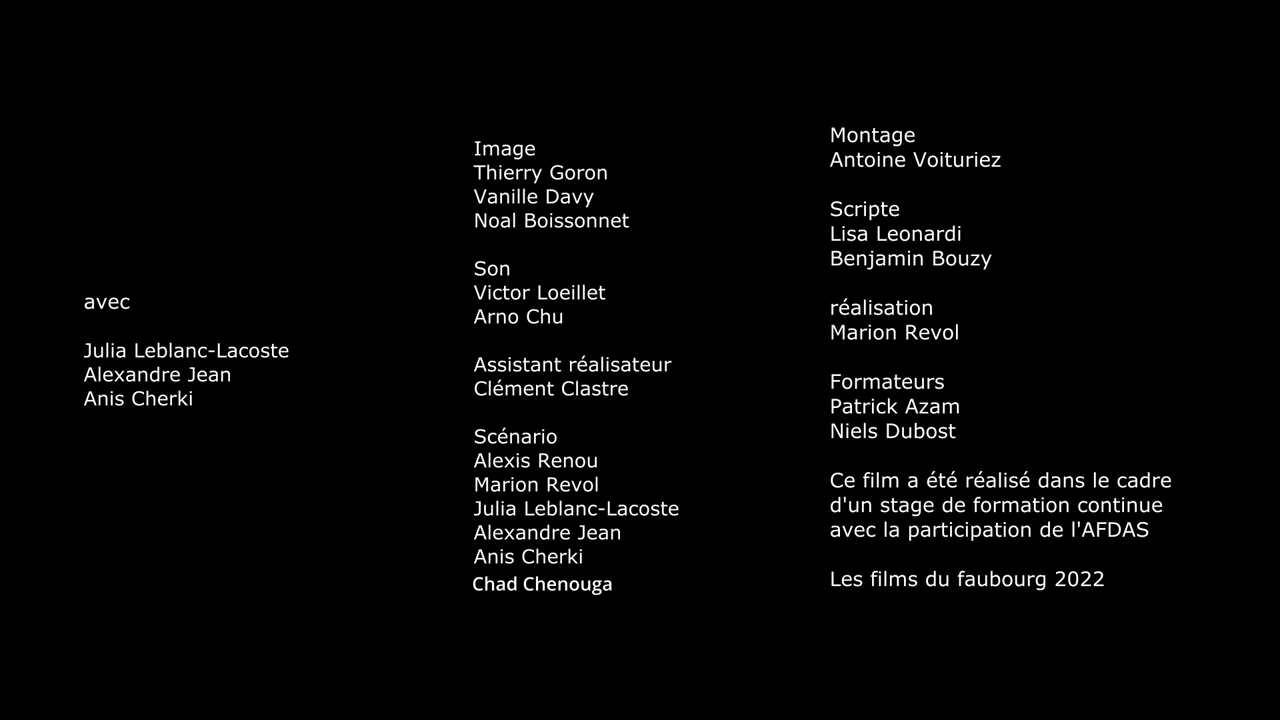 avec
Julia Leblanc-Lacoste
Alexandre Jean
Anis Cherki
Image
Thierry Goron
Vanille Davy
Noal Boissonnet
Son
Victor Loeillet
Arno Chu
Assistant réalisateur
Clément Clastre
Scénario
Alexis Renou
Marion Revol
Julia Leblanc-Lacoste
Alexandre Jean
Anis Cherki
Chad Chenouga
Montage
Antoine Voituriez
Scripte
Lisa Leonardi
Benjamin Bouzy
réalisation
Marion Revol
Formateurs
Patrick Azam
Niels Dubost
Ce film a été réalisé dans le cadre
d'un stage de formation continue
avec la participation de l'AFDAS
Les films du faubourg 2022